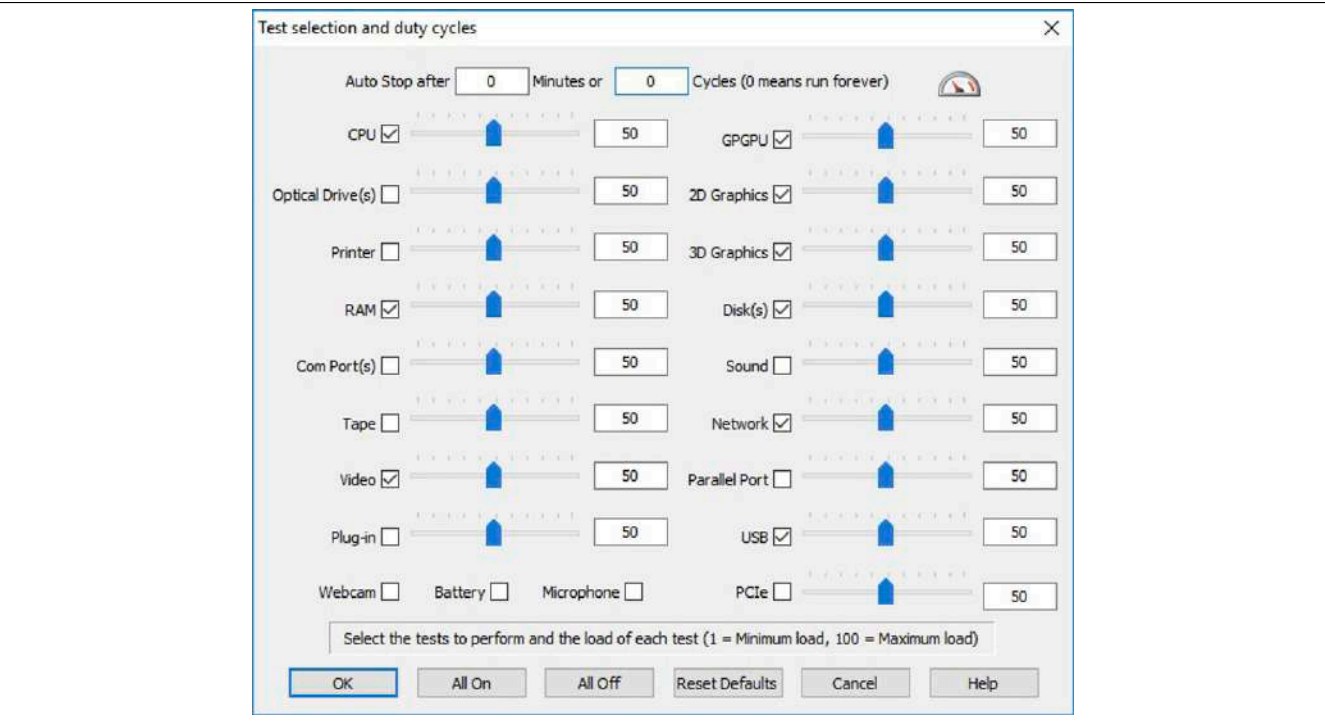 Test selection and duty cycles
Auto Stop after 0 Minutes or 0 Cycles (0 means run forever)
CPU 50 GPGPU 50
Optical Drive(s) 50 2D Graphics 50
Printer 50 3D Graphics 50
RAM 50 Disk(s) 50
Com Port(s) 50 Sound 50
Tape 50 Network 50
Video 50 Parallel Port 50
Plug-in 50 USB 50
Webcam Battery Microphone PCIe 50
Select the tests to perform and the load of each test (1 = Minimum load, 100 = Maximum load)
OK All On All Off Reset Defaults Cancel Help